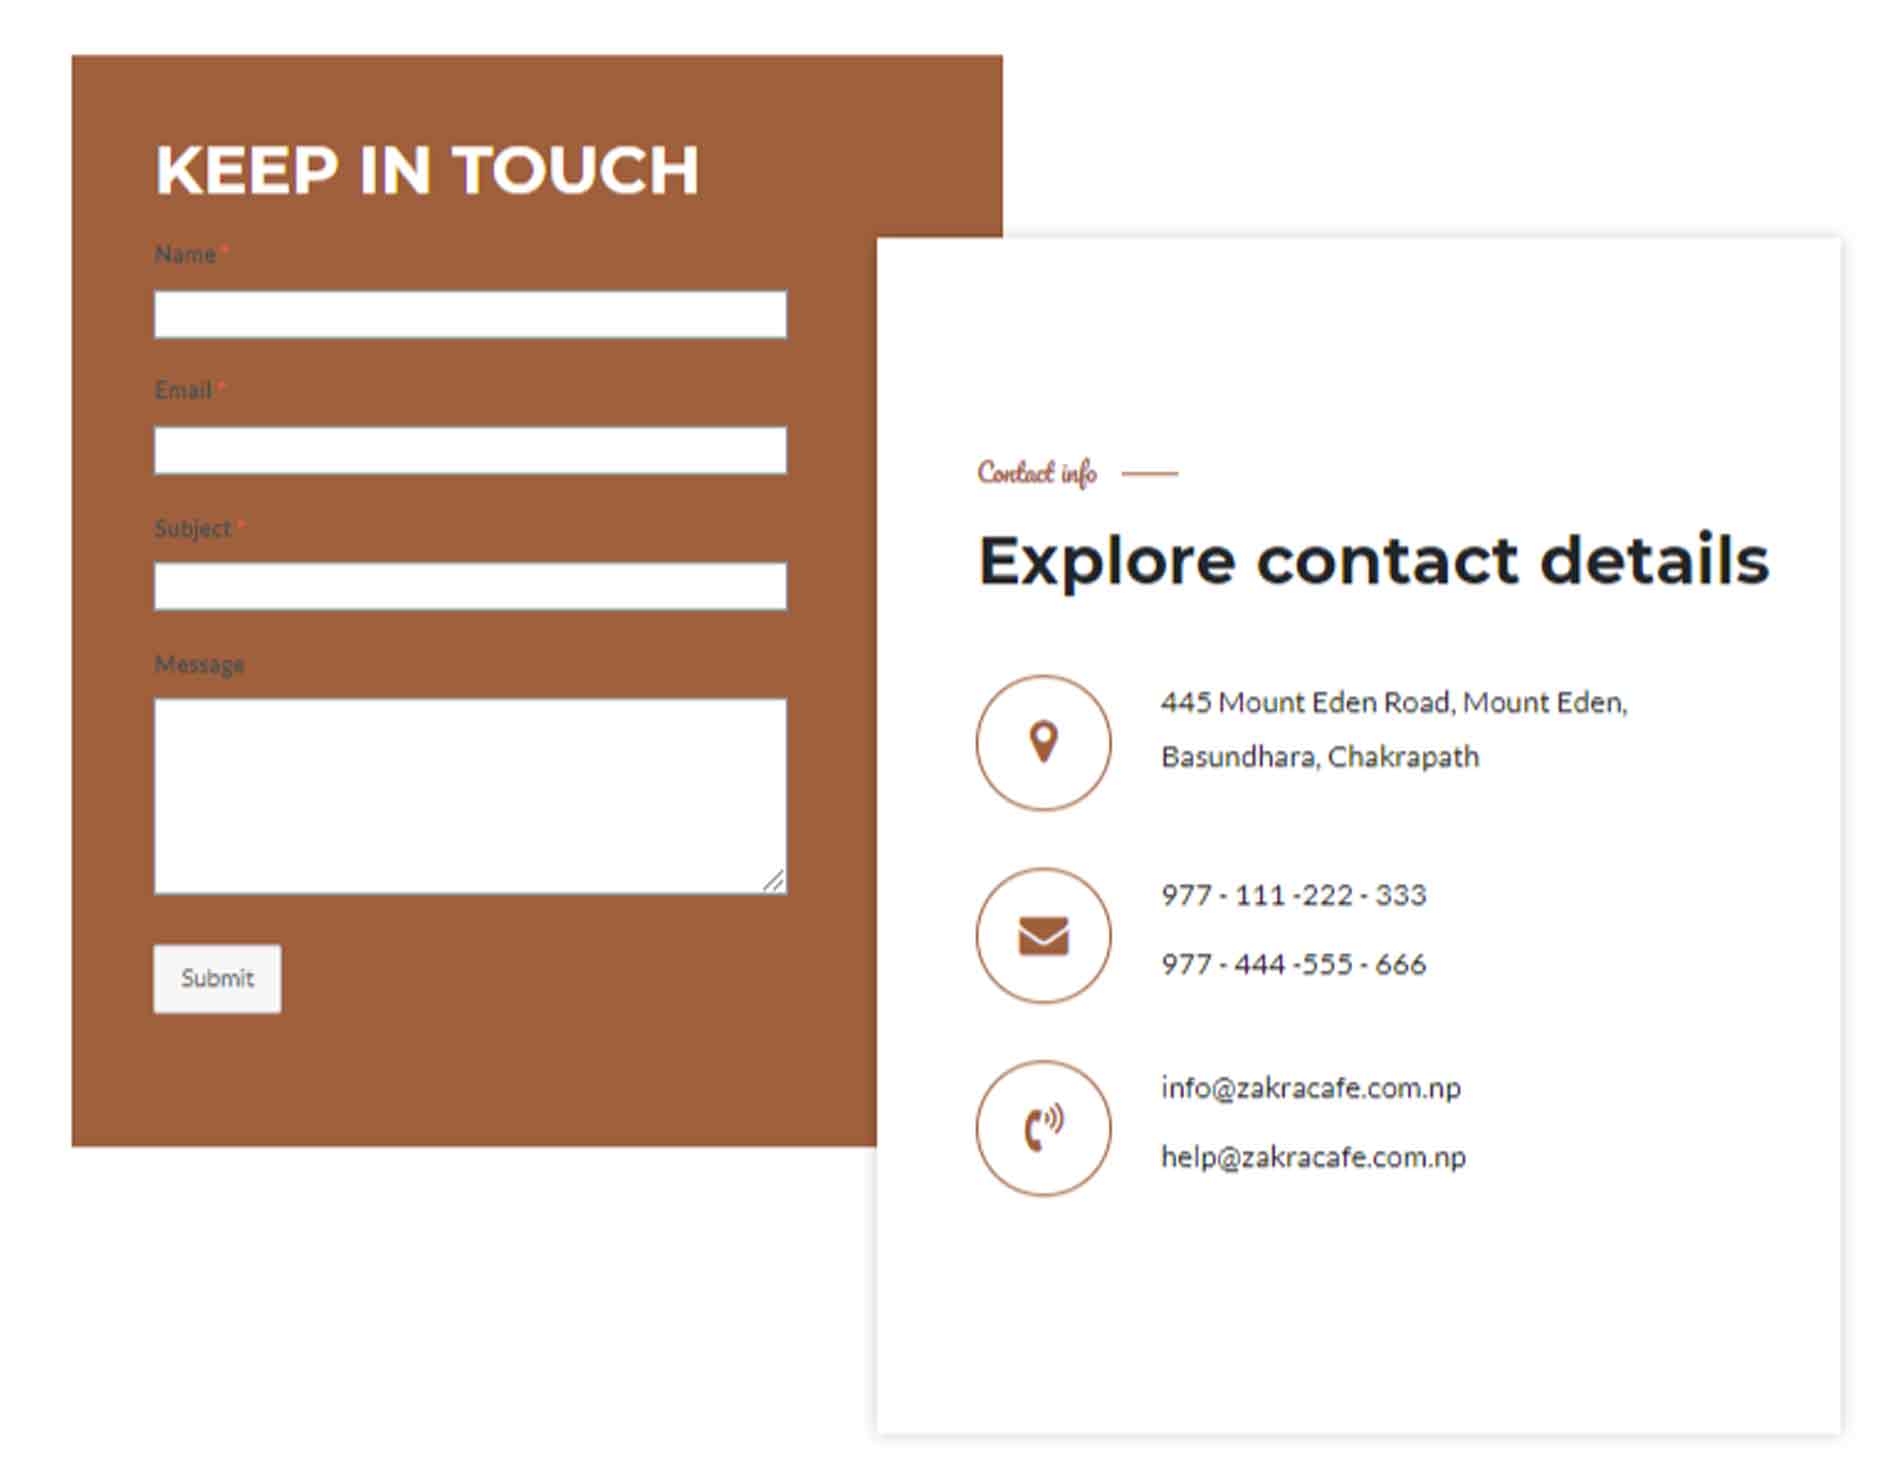 KEEP IN TOUCH
Name *
Email *
Subject *
Message
Submit
Contact info
Explore contact details
445 Mount Eden Road, Mount Eden,
Basundhara, Chakrapath
977 - 111 -222 - 333
977 - 444 -555 - 666
info@zakracafe.com.np
help@zakracafe.com.np